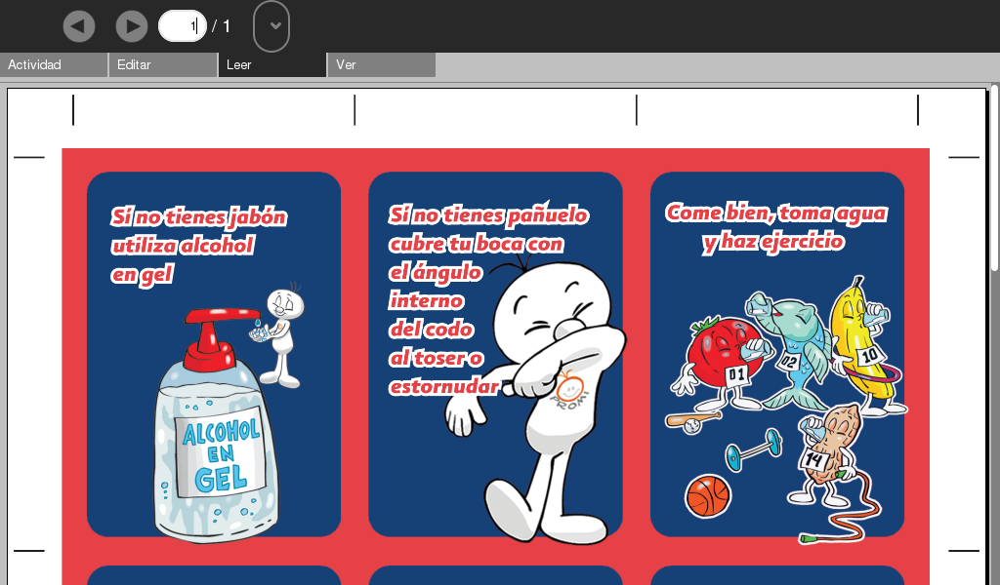 1 / 1
Actividad
Editar
Leer
Ver
Sí no tienes jabón
utiliza alcohol
en gel
ALCOHOL
EN
GEL
Sí no tienes pañuelo
cubre tu boca con
el ángulo
interno
del codo
al toser o
estornudar
PROMI
Come bien, toma agua
y haz ejercicio
01
02
10
14